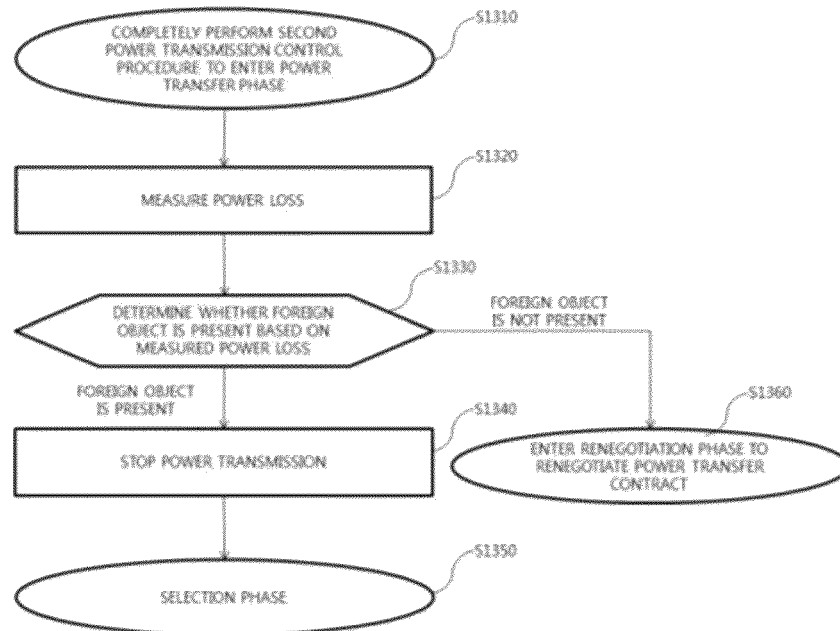 COMPLETELY PERFORM SECOND
POWER TRANSMISSION CONTROL
PROCEDURE TO ENTER POWER
TRANSFER PHASE
S1310
MEASURE POWER LOSS
S1320
DETERMINE WHETHER FOREIGN
OBJECT IS PRESENT BASED ON
MEASURED POWER LOSS
S1330
FOREIGN OBJECT
IS NOT PRESENT
FOREIGN OBJECT
IS PRESENT
STOP POWER TRANSMISSION
S1340
ENTER RENEGOTIATION PHASE TO
RENEGOTIATE POWER TRANSFER
CONTRACT
S1360
SELECTION PHASE
S1350